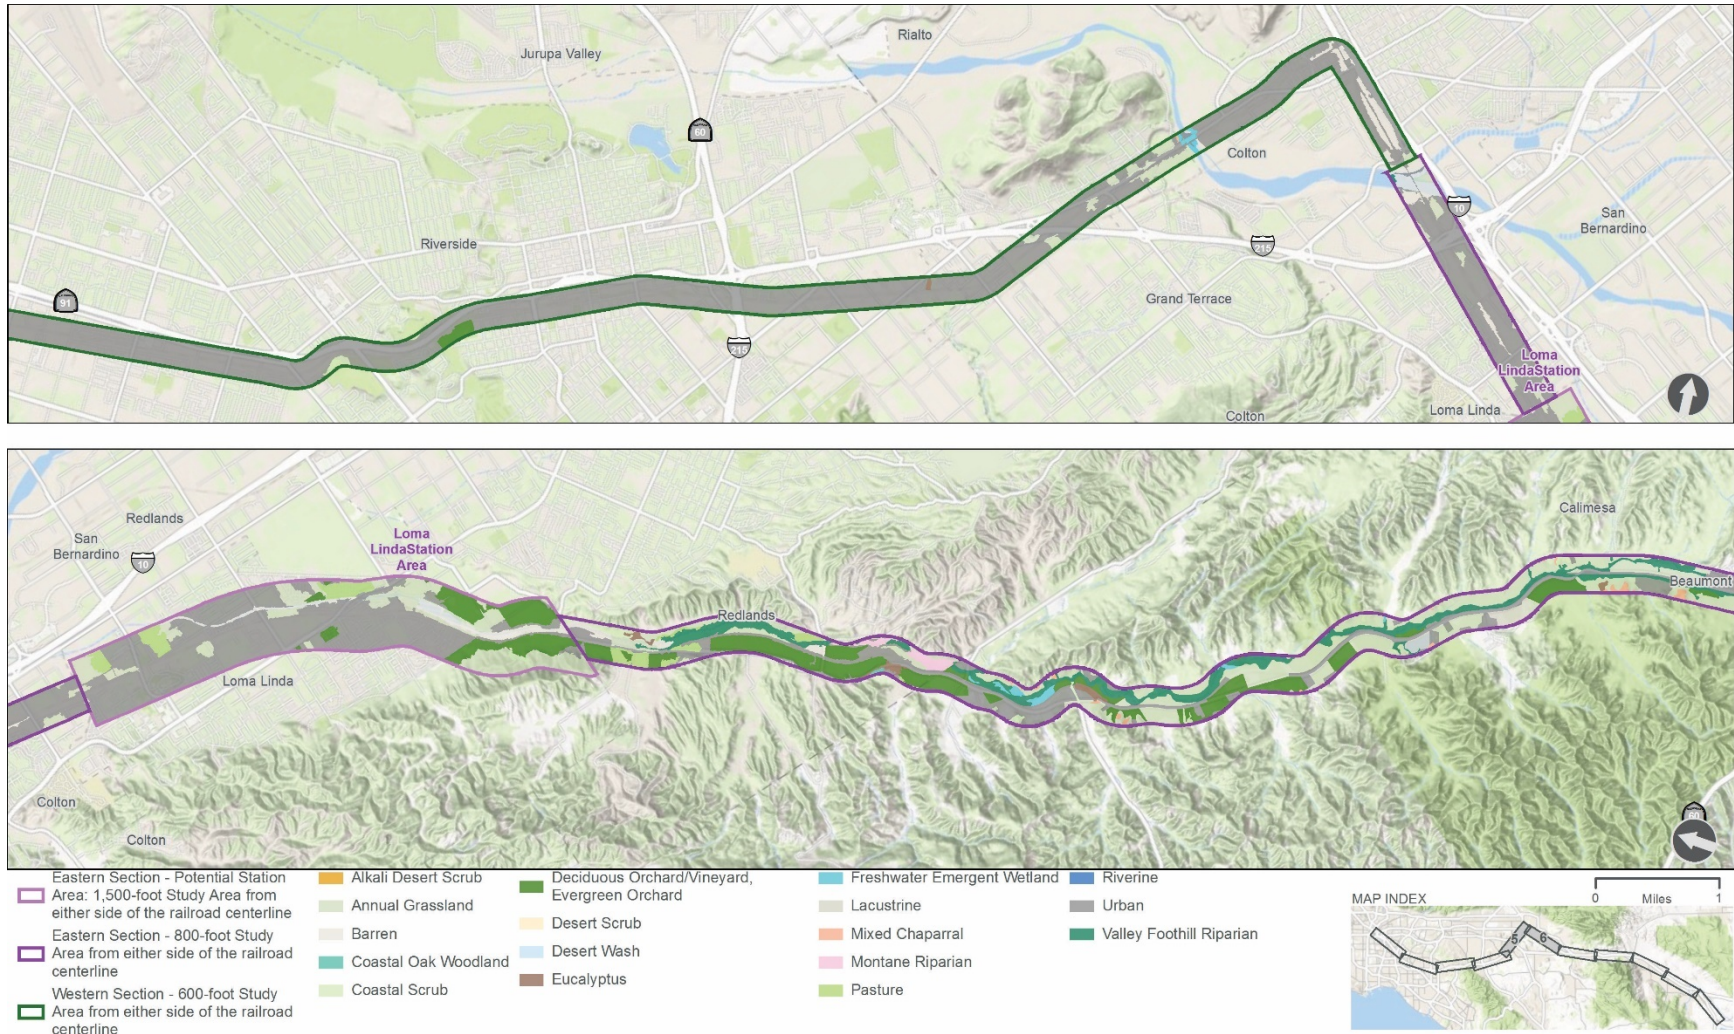 Rialto
Jurupa Valley
60
Colton
Riverside
10
San
Bernardino
215
91
Grand Terrace
215
Loma
LindaStation
Area
Colton
Loma Linda
Calimesa
Redlands
San
Bernardino
Loma
LindaStation
Area
10
Beaumont
Redlands
Loma Linda
Colton
Colton
60
Eastern Section - Potential Station
Area: 1,500-foot Study Area from
either side of the railroad centerline
Eastern Section - 800-foot Study
Area from either side of the railroad
centerline
Western Section - 600-foot Study
Area from either side of the railroad
centerline
Alkali Desert Scrub
Annual Grassland
Barren
Coastal Oak Woodland
Coastal Scrub
Deciduous Orchard/Vineyard,
Evergreen Orchard
Desert Scrub
Desert Wash
Eucalyptus
Freshwater Emergent Wetland
Lacustrine
Mixed Chaparral
Montane Riparian
Pasture
Riverine
Urban
Valley Foothill Riparian
0 Miles 1
MAP INDEX
5
6